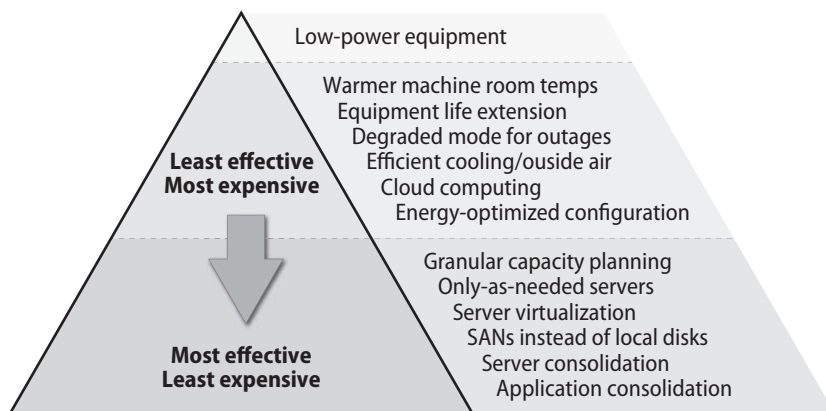 Low-power equipment
Warmer machine room temps
Equipment life extension
Degraded mode for outages
Efficient cooling/ouside air
Cloud computing
Energy-optimized configuration
Least effective
Most expensive
Granular capacity planning
Only-as-needed servers
Server virtualization
SANs instead of local disks
Server consolidation
Application consolidation
Most effective
Least expensive